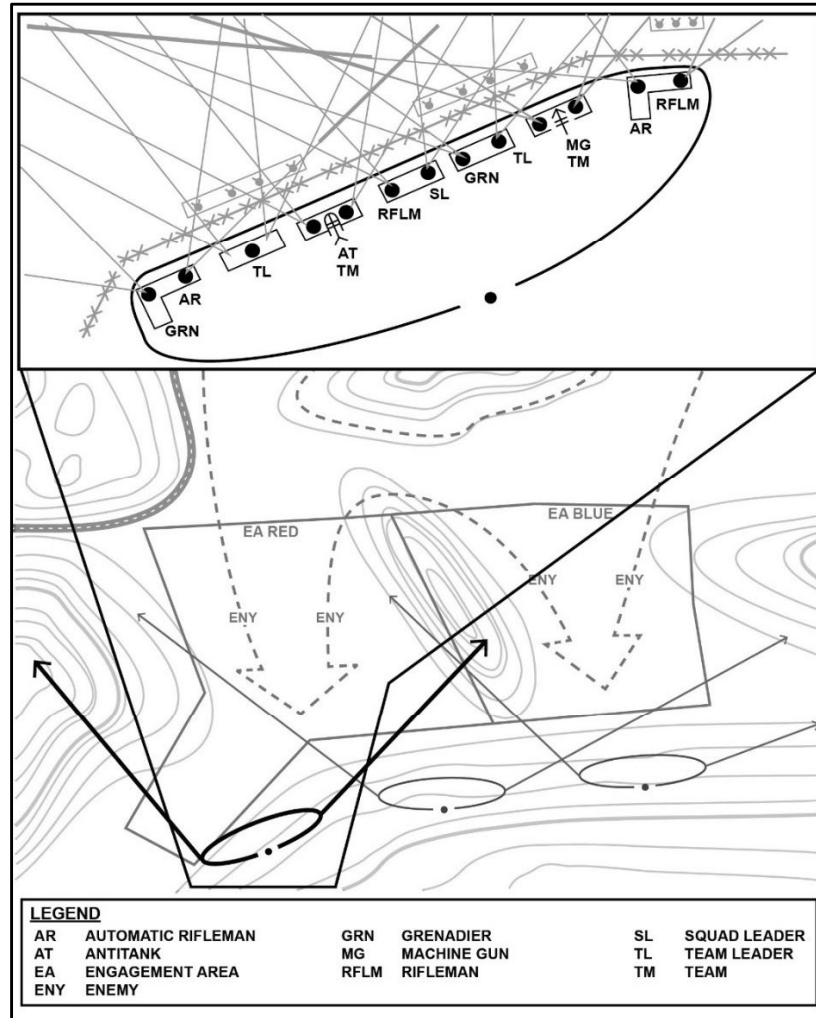 RFLM
AR
MG
TM
TL
GRN
SL
RFLM
AT
TM
TL
AR
GRN
EA RED
EA BLUE
ENY
ENY
ENY
ENY
LEGEND
AR AUTOMATIC RIFLEMAN GRN GRENADIER SL SQUAD LEADER
AT ANTITANK MG MACHINE GUN TL TEAM LEADER
EA ENGAGEMENT AREA RFLM RIFLEMAN TM TEAM
ENY ENEMY